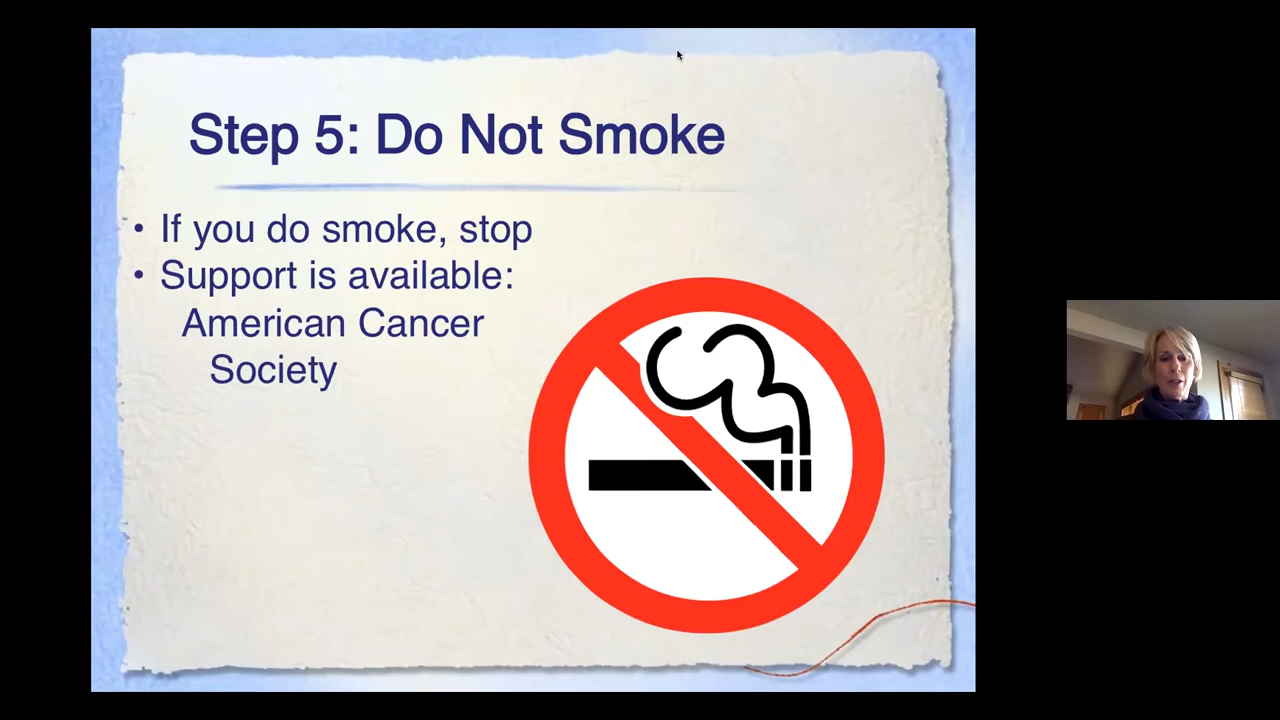 Step 5: Do Not Smoke
• If you do smoke, stop
• Support is available:
American Cancer
Society